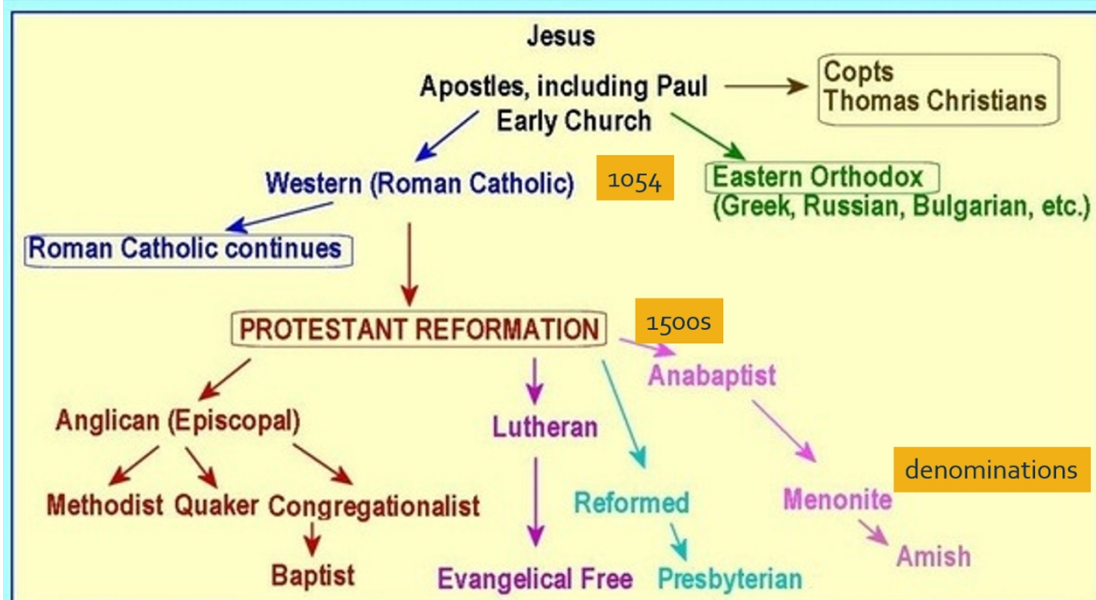 Jesus
Apostles, including Paul
Early Church
Copts
Thomas Christians
Western (Roman Catholic)
1054
Eastern Orthodox
(Greek, Russian, Bulgarian, etc.)
Roman Catholic continues
PROTESTANT REFORMATION
1500s
Anabaptist
Anglican (Episcopal)
Lutheran
denominations
Methodist
Quaker
Congregationalist
Reformed
Menonite
Baptist
Evangelical Free
Presbyterian
Amish